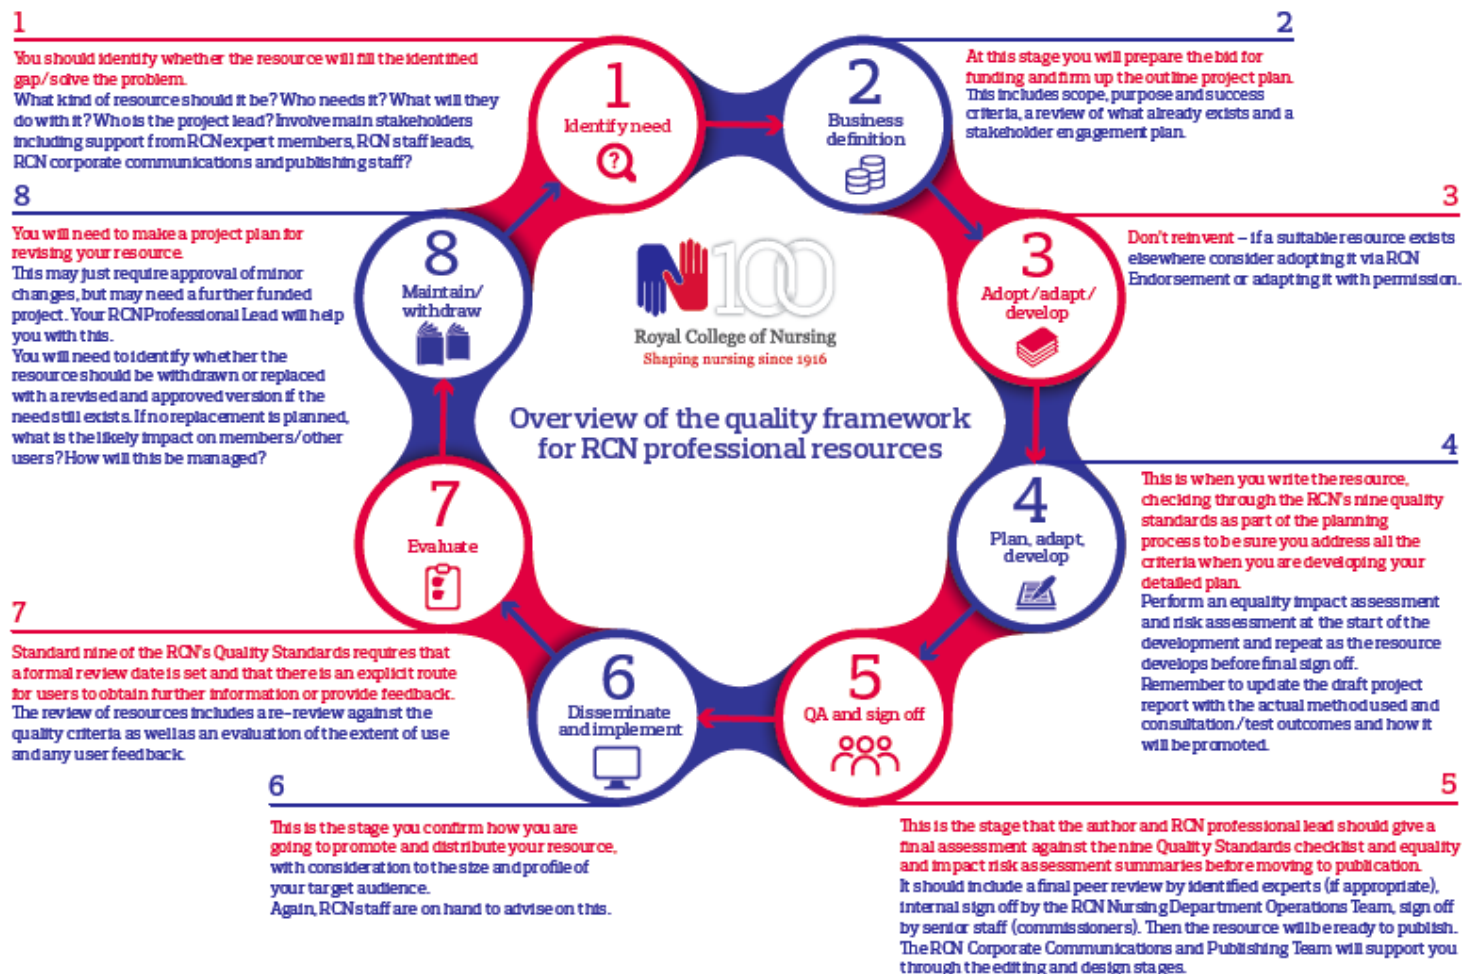 1
You should identify whether the resource will fill the identified
gap/solve the problem.
What kind of resource should it be? Who needs it? What will they
do with it? Who is the project lead? Involve main stakeholders
including support from RCN expert members, RCN staff leads,
RCN corporate communications and publishing staff?
2
At this stage you will prepare the bid for
funding and firm up the outline project plan.
This includes scope, purpose and success
criteria, a review of what already exists and a
stakeholder engagement plan.
3
Don't reinvent – if a suitable resource exists
elsewhere consider adopting it via RCN
Endorsement or adapting it with permission.
4
This is when you write the resource,
checking through the RCN's nine quality
standards as part of the planning
process to be sure you address all the
criteria when you are developing your
detailed plan.
Perform an equality impact assessment
and risk assessment at the start of the
development and repeat as the resource
develops before final sign off.
Remember to update the draft project
report with the actual method used and
consultation/test outcomes and how it
will be promoted.
5
This is the stage that the author and RCN professional lead should give a
final assessment against the nine Quality Standards checklist and equality
and impact risk assessment summaries before moving to publication.
It should include a final peer review by identified experts (if appropriate),
internal sign off by the RCN Nursing Department Operations Team, sign off
by senior staff (commissioners). Then the resource will be ready to publish.
The RCN Corporate Communications and Publishing Team will support you
through the editing and design stages.
6
This is the stage you confirm how you are
going to promote and distribute your resource,
with consideration to the size and profile of
your target audience.
Again, RCN staff are on hand to advise on this.
7
Standard nine of the RCN's Quality Standards requires that
a formal review date is set and that there is an explicit route
for users to obtain further information or provide feedback.
The review of resources includes a re-review against the
quality criteria as well as an evaluation of the extent of use
and any user feedback.
8
You will need to make a project plan for
revising your resource.
This may just require approval of minor
changes, but may need a further funded
project. Your RCN Professional Lead will help
you with this.
You will need to identify whether the
resource should be withdrawn or replaced
with a revised and approved version if the
need still exists. If no replacement is planned,
what is the likely impact on members/other
users? How will this be managed?
1
Identify need
?
2
Business
definition
3
Adopt/adapt/
develop
4
Plan, adapt,
develop
5
QA and sign off
6
Disseminate
and implement
7
Evaluate
8
Maintain/
withdraw
100
Royal College of Nursing
Shaping nursing since 1916
Overview of the quality framework
for RCN professional resources